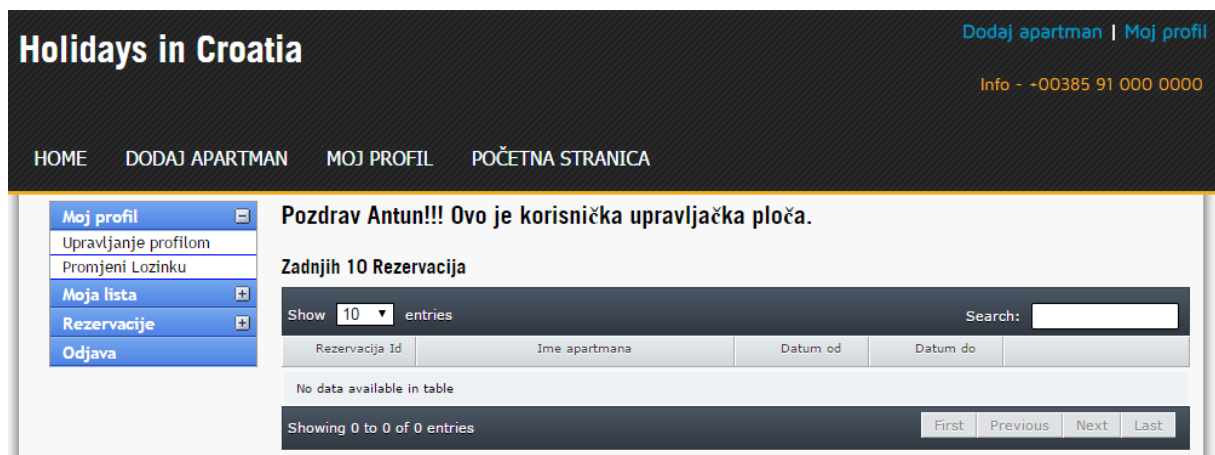 Holidays in Croatia
Dodaj apartman | Moj profil
Info - +00385 91 000 0000
HOME DODAJ APARTMAN MOJ PROFIL POČETNA STRANICA
Moj profil
Upravljanje profilom
Promjeni Lozinku
Moja lista
Rezervacije
Odjava
Pozdrav Antun!!! Ovo je korisnička upravljačka ploča.
Zadnjih 10 Rezervacija
Show 10 entries Search:
Rezervacija Id Ime apartmana Datum od Datum do
No data available in table
Showing 0 to 0 of 0 entries First Previous Next Last